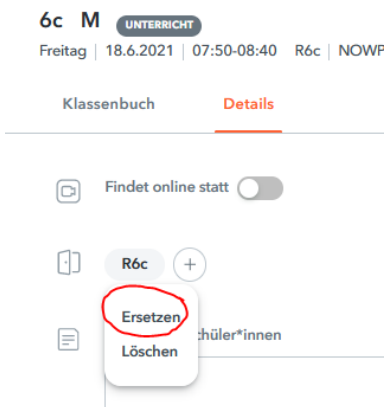 6c M UNTERRICHT
Freitag | 18.6.2021 | 07:50-08:40 R6c | NOWP
Klassenbuch Details
Findet online statt
R6c +
Ersetzen
chüler*innen
Löschen